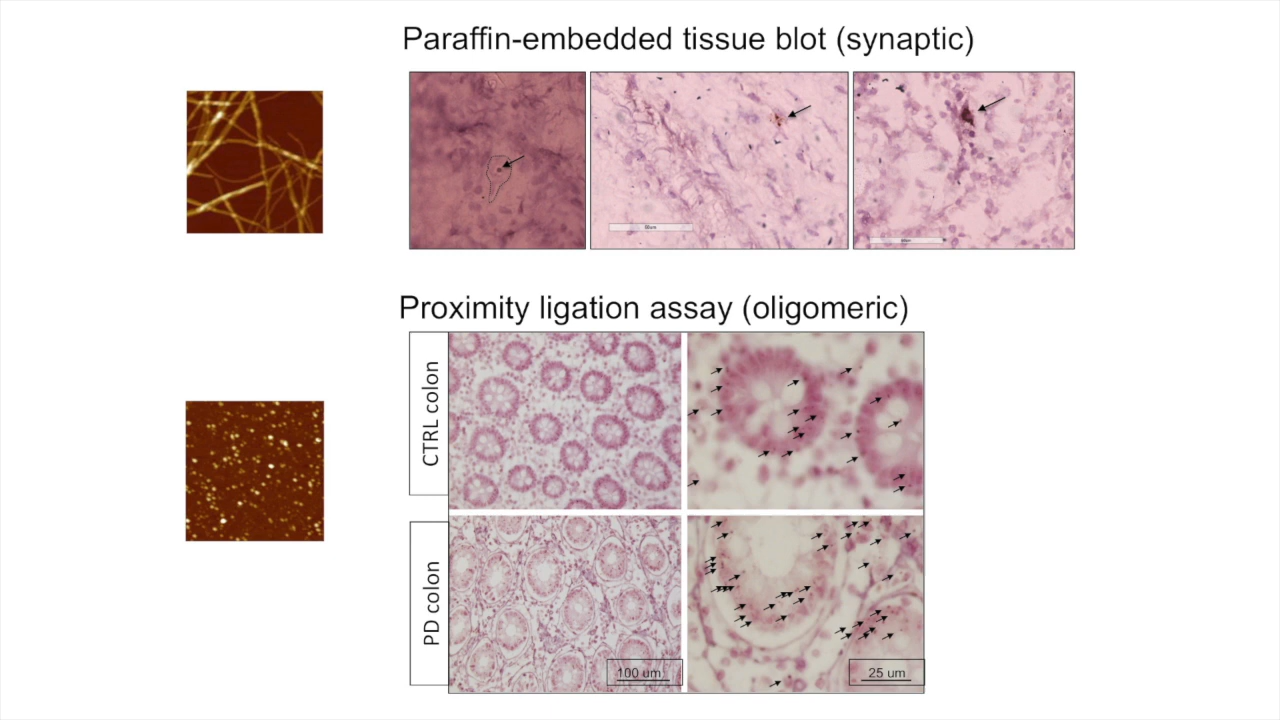 Paraffin-embedded tissue blot (synaptic)
Proximity ligation assay (oligomeric)
CTRL colon
PD colon
100 um
25 um